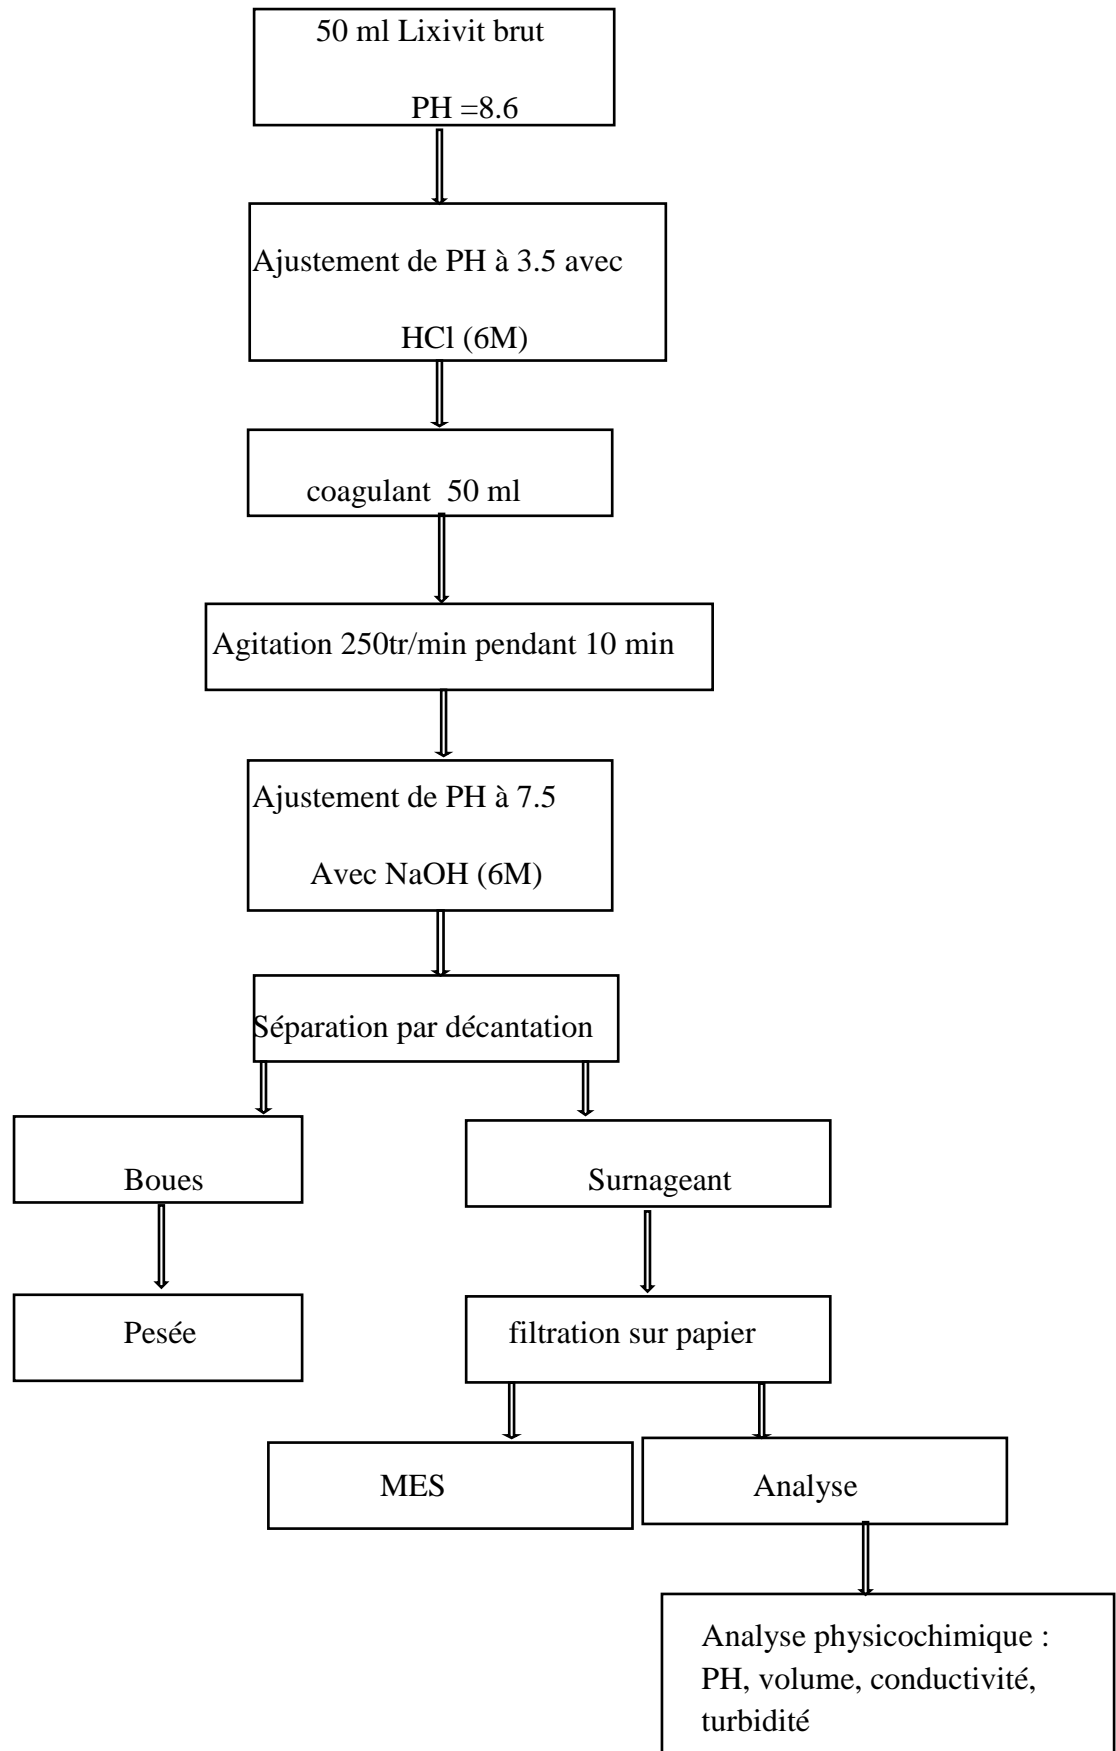 50 ml Lixivit brut
PH =8.6
Ajustement de PH à 3.5 avec
HCl (6M)
coagulant 50 ml
Agitation 250tr/min pendant 10 min
Ajustement de PH à 7.5
Avec NaOH (6M)
Séparation par décantation
Boues
Surnageant
Pesée
filtration sur papier
MES
Analyse
Analyse physicochimique :
PH, volume, conductivité,
turbidité